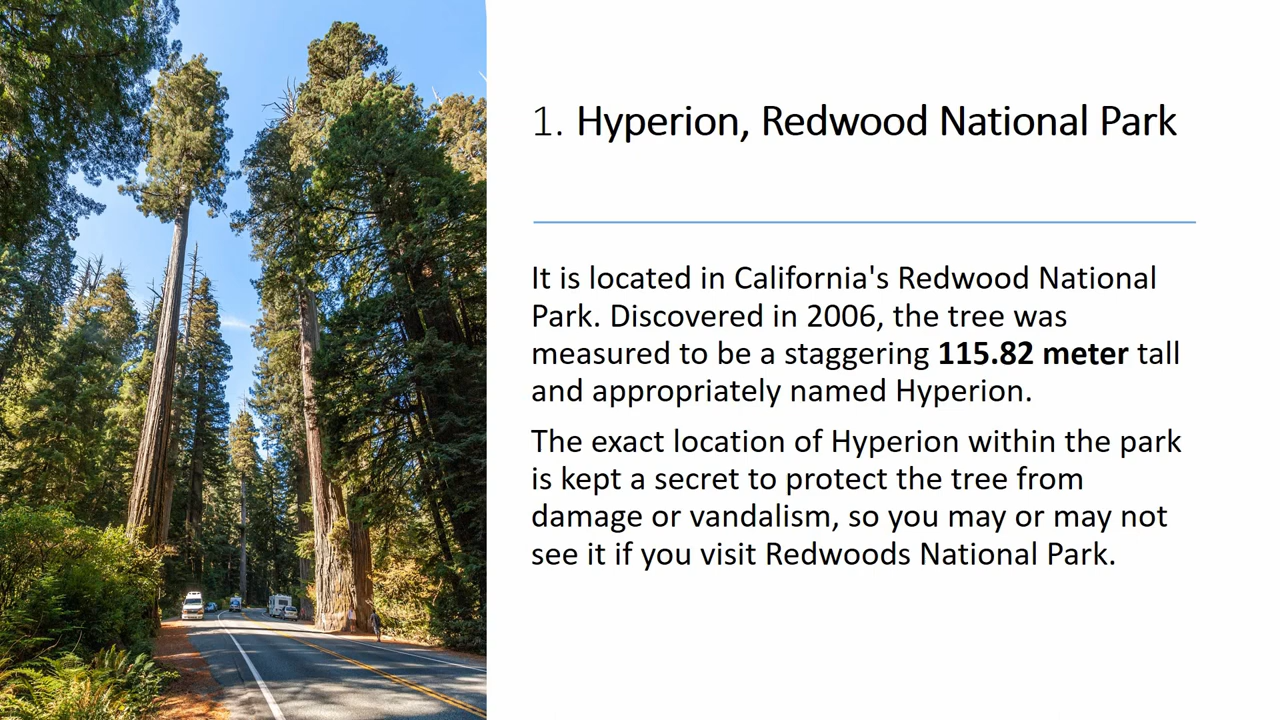 1. Hyperion, Redwood National Park
It is located in California's Redwood National
Park. Discovered in 2006, the tree was
measured to be a staggering 115.82 meter tall
and appropriately named Hyperion.
The exact location of Hyperion within the park
is kept a secret to protect the tree from
damage or vandalism, so you may or may not
see it if you visit Redwoods National Park.